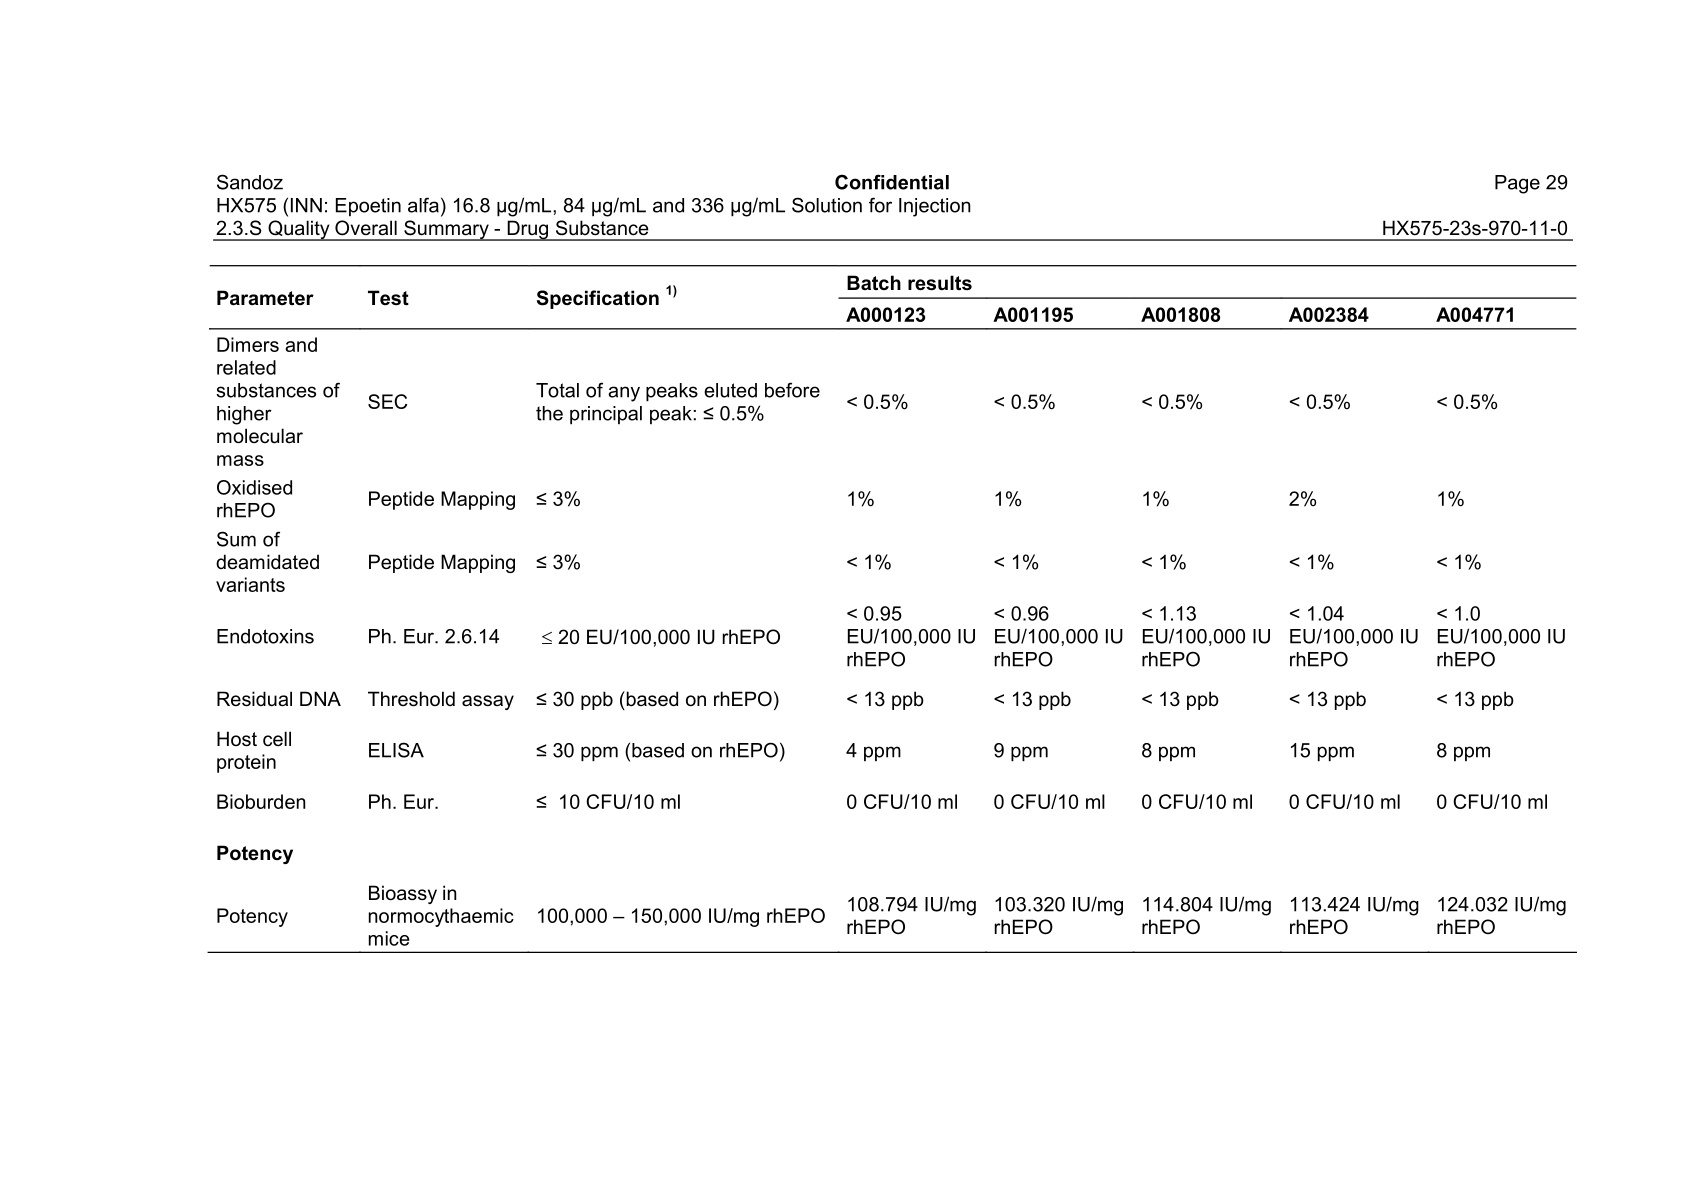 Sandoz Confidential Page 29
HX575 (INN: Epoetin alfa) 16.8 µg/mL, 84 µg/mL and 336 µg/mL Solution for Injection
2.3.S Quality Overall Summary - Drug Substance HX575-23s-970-11-0
Parameter Test Specification 1) Batch results
A000123 A001195 A001808 A002384 A004771
Dimers and
related
substances of
higher
molecular
mass
SEC
Total of any peaks eluted before
the principal peak: ≤ 0.5%
< 0.5% < 0.5% < 0.5% < 0.5% < 0.5%
Oxidised
rhEPO
Peptide Mapping ≤ 3% 1% 1% 1% 2% 1%
Sum of
deamidated
variants
Peptide Mapping ≤ 3% < 1% < 1% < 1% < 1% < 1%
Endotoxins Ph. Eur. 2.6.14 ≤ 20 EU/100,000 IU rhEPO
< 0.95 < 0.96 < 1.13 < 1.04 < 1.0
EU/100,000 IU EU/100,000 IU EU/100,000 IU EU/100,000 IU EU/100,000 IU
rhEPO rhEPO rhEPO rhEPO rhEPO
Residual DNA Threshold assay ≤ 30 ppb (based on rhEPO) < 13 ppb < 13 ppb < 13 ppb < 13 ppb < 13 ppb
Host cell
protein
ELISA ≤ 30 ppm (based on rhEPO) 4 ppm 9 ppm 8 ppm 15 ppm 8 ppm
Bioburden Ph. Eur. ≤ 10 CFU/10 ml 0 CFU/10 ml 0 CFU/10 ml 0 CFU/10 ml 0 CFU/10 ml 0 CFU/10 ml
Potency
Potency
Bioassy in
normocythaemic
mice
100,000 – 150,000 IU/mg rhEPO
108.794 IU/mg 103.320 IU/mg 114.804 IU/mg 113.424 IU/mg 124.032 IU/mg
rhEPO rhEPO rhEPO rhEPO rhEPO